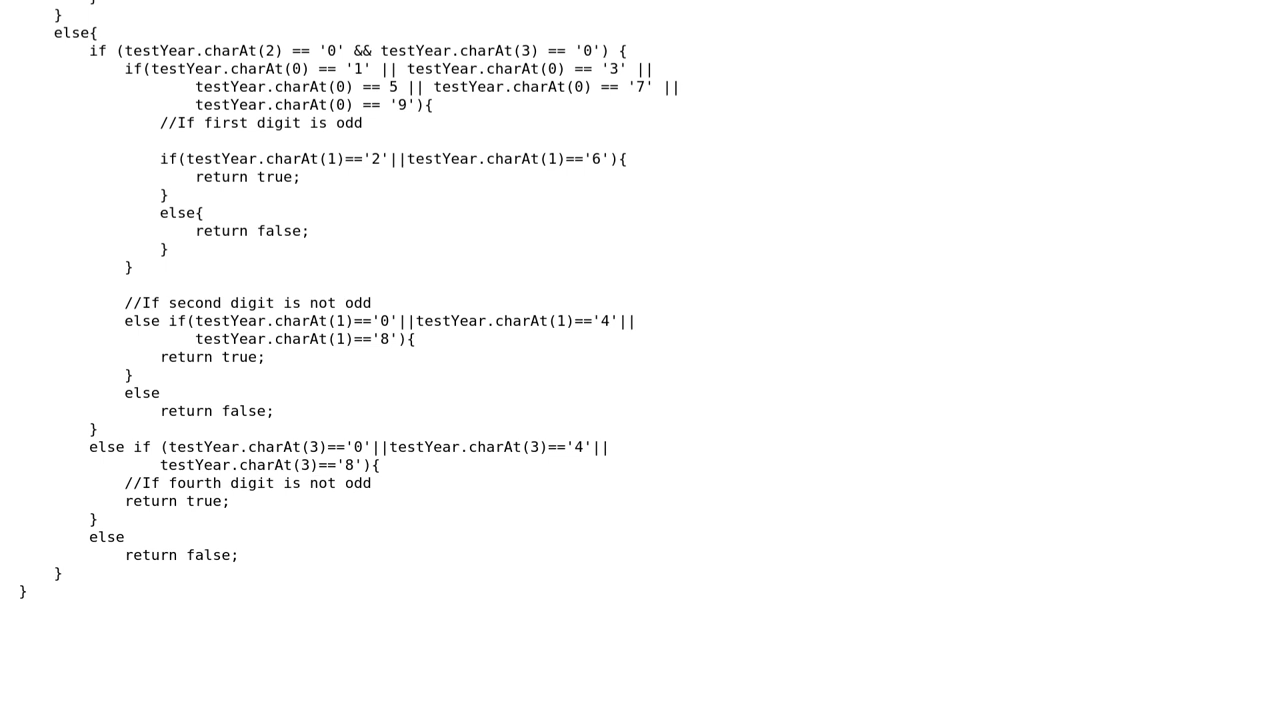 }
}
else{
if (testYear.charAt(2) == '0' && testYear.charAt(3) == '0') {
if(testYear.charAt(0) == '1' || testYear.charAt(0) == '3' ||
testYear.charAt(0) == 5 || testYear.charAt(0) == '7' ||
testYear.charAt(0) == '9'){
//If first digit is odd
if(testYear.charAt(1)=='2'||testYear.charAt(1)=='6'){
return true;
}
else{
return false;
}
}
//If second digit is not odd
else if(testYear.charAt(1)=='0'||testYear.charAt(1)=='4'||
testYear.charAt(1)=='8'){
return true;
}
else
return false;
}
else if (testYear.charAt(3)=='0'||testYear.charAt(3)=='4'||
testYear.charAt(3)=='8'){
//If fourth digit is not odd
return true;
}
else
return false;
}
}